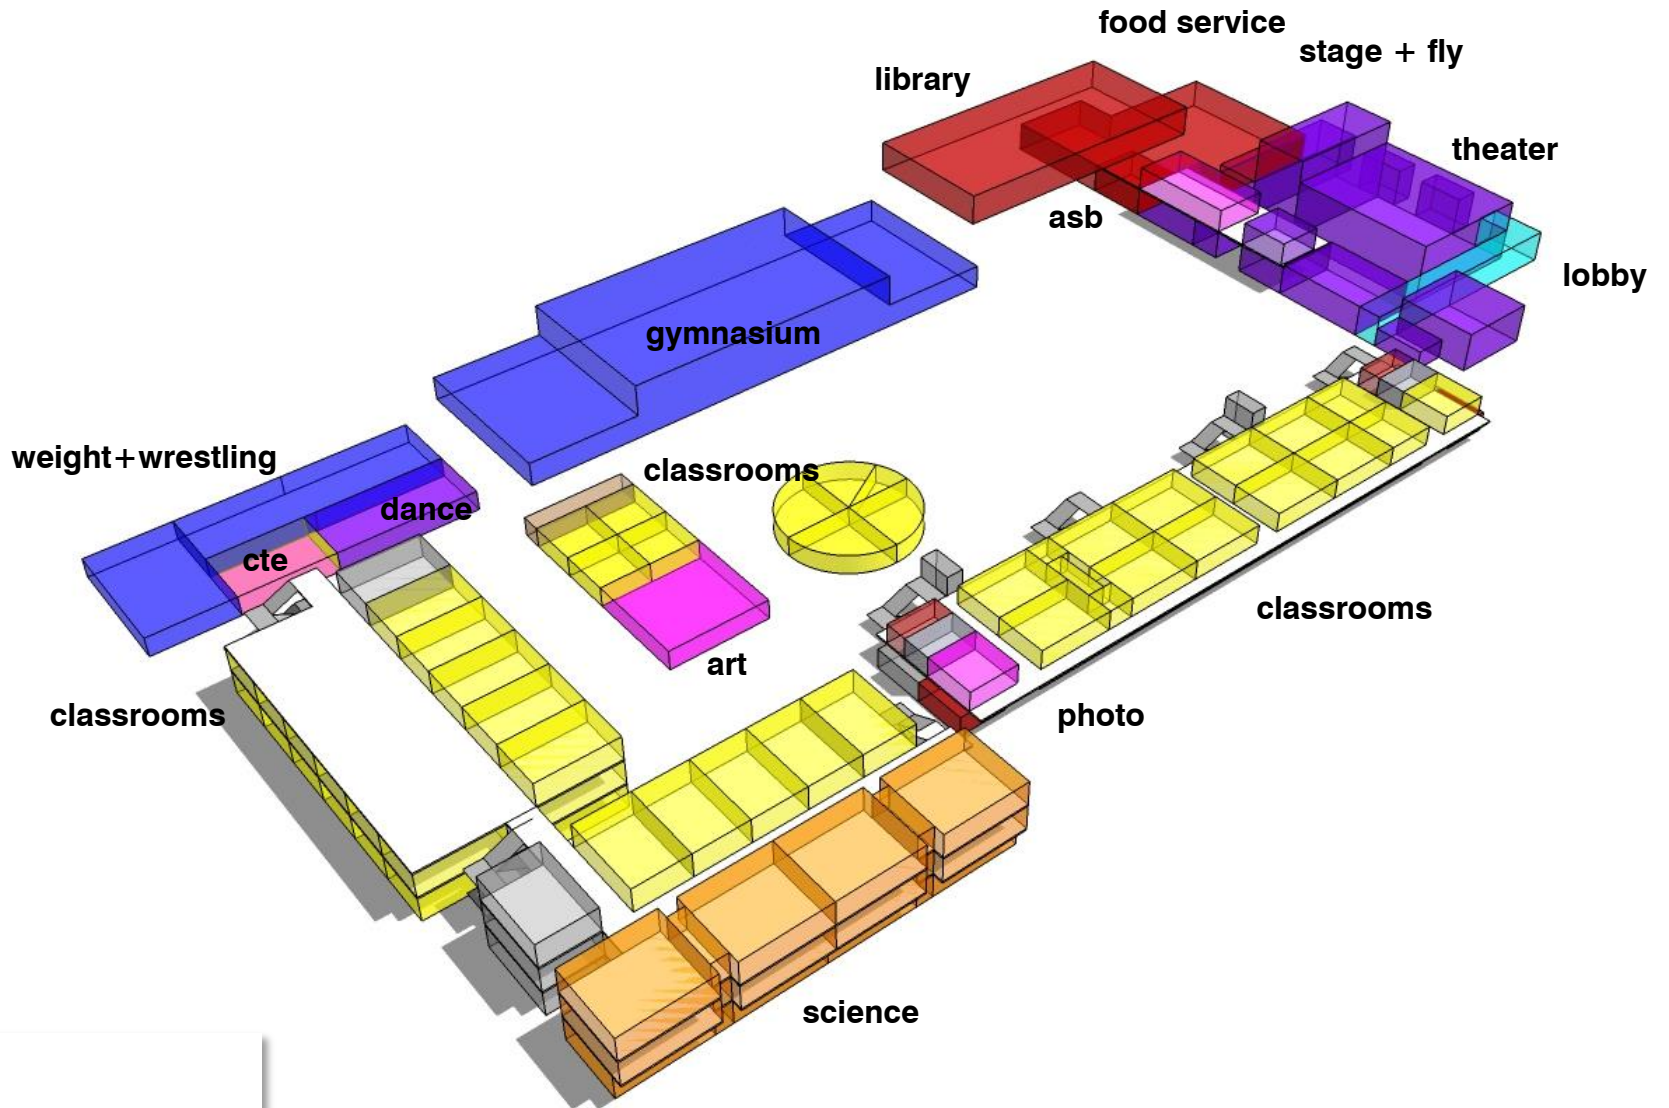 food service
stage + fly
library
theater
asb
lobby
gymnasium
weight+wrestling
classrooms
dance
cte
classrooms
art
classrooms
photo
classrooms
science